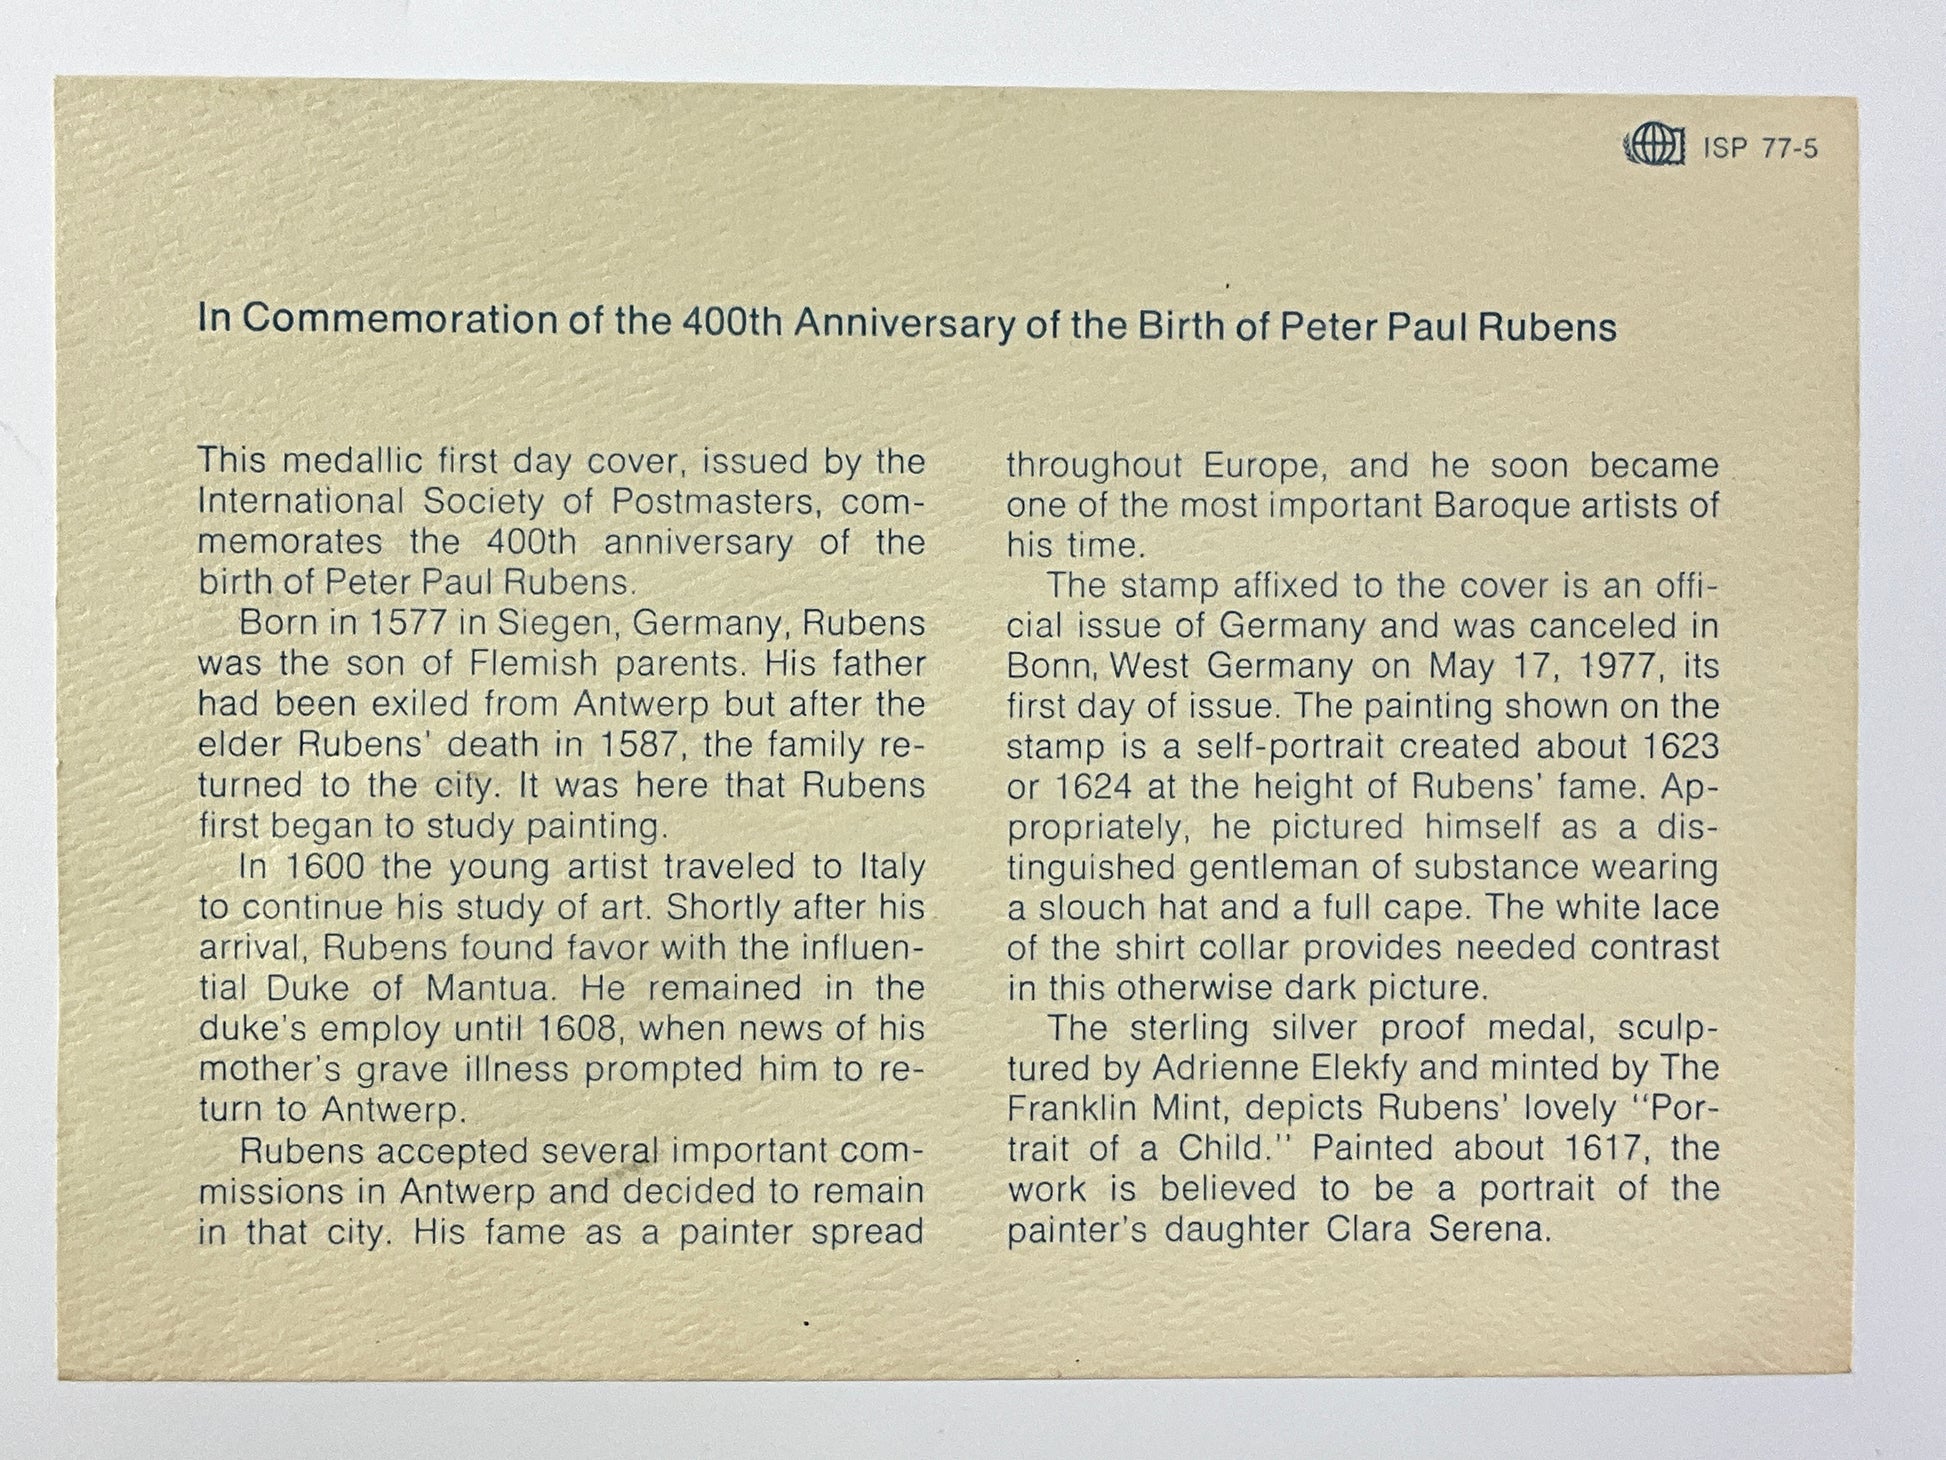 ISP 77-5
In Commemoration of the 400th Anniversary of the Birth of Peter Paul Rubens
This medallic first day cover, issued by the
International Society of Postmasters, com-
memorates the 400th anniversary of the
birth of Peter Paul Rubens.
Born in 1577 in Siegen, Germany, Rubens
was the son of Flemish parents. His father
had been exiled from Antwerp but after the
elder Rubens' death in 1587, the family re-
turned to the city. It was here that Rubens
first began to study painting.
In 1600 the young artist traveled to Italy
to continue his study of art. Shortly after his
arrival, Rubens found favor with the influen-
tial Duke of Mantua. He remained in the
duke's employ until 1608, when news of his
mother's grave illness prompted him to re-
turn to Antwerp.
Rubens accepted several important com-
missions in Antwerp and decided to remain
in that city. His fame as a painter spread
throughout Europe, and he soon became
one of the most important Baroque artists of
his time.
The stamp affixed to the cover is an offi-
cial issue of Germany and was canceled in
Bonn, West Germany on May 17, 1977, its
first day of issue. The painting shown on the
stamp is a self-portrait created about 1623
or 1624 at the height of Rubens' fame. Ap-
propriately, he pictured himself as a dis-
tinguished gentleman of substance wearing
a slouch hat and a full cape. The white lace
of the shirt collar provides needed contrast
in this otherwise dark picture.
The sterling silver proof medal, sculp-
tured by Adrienne Elekfy and minted by The
Franklin Mint, depicts Rubens' lovely "Por-
trait of a Child." Painted about 1617, the
work is believed to be a portrait of the
painter's daughter Clara Serena.